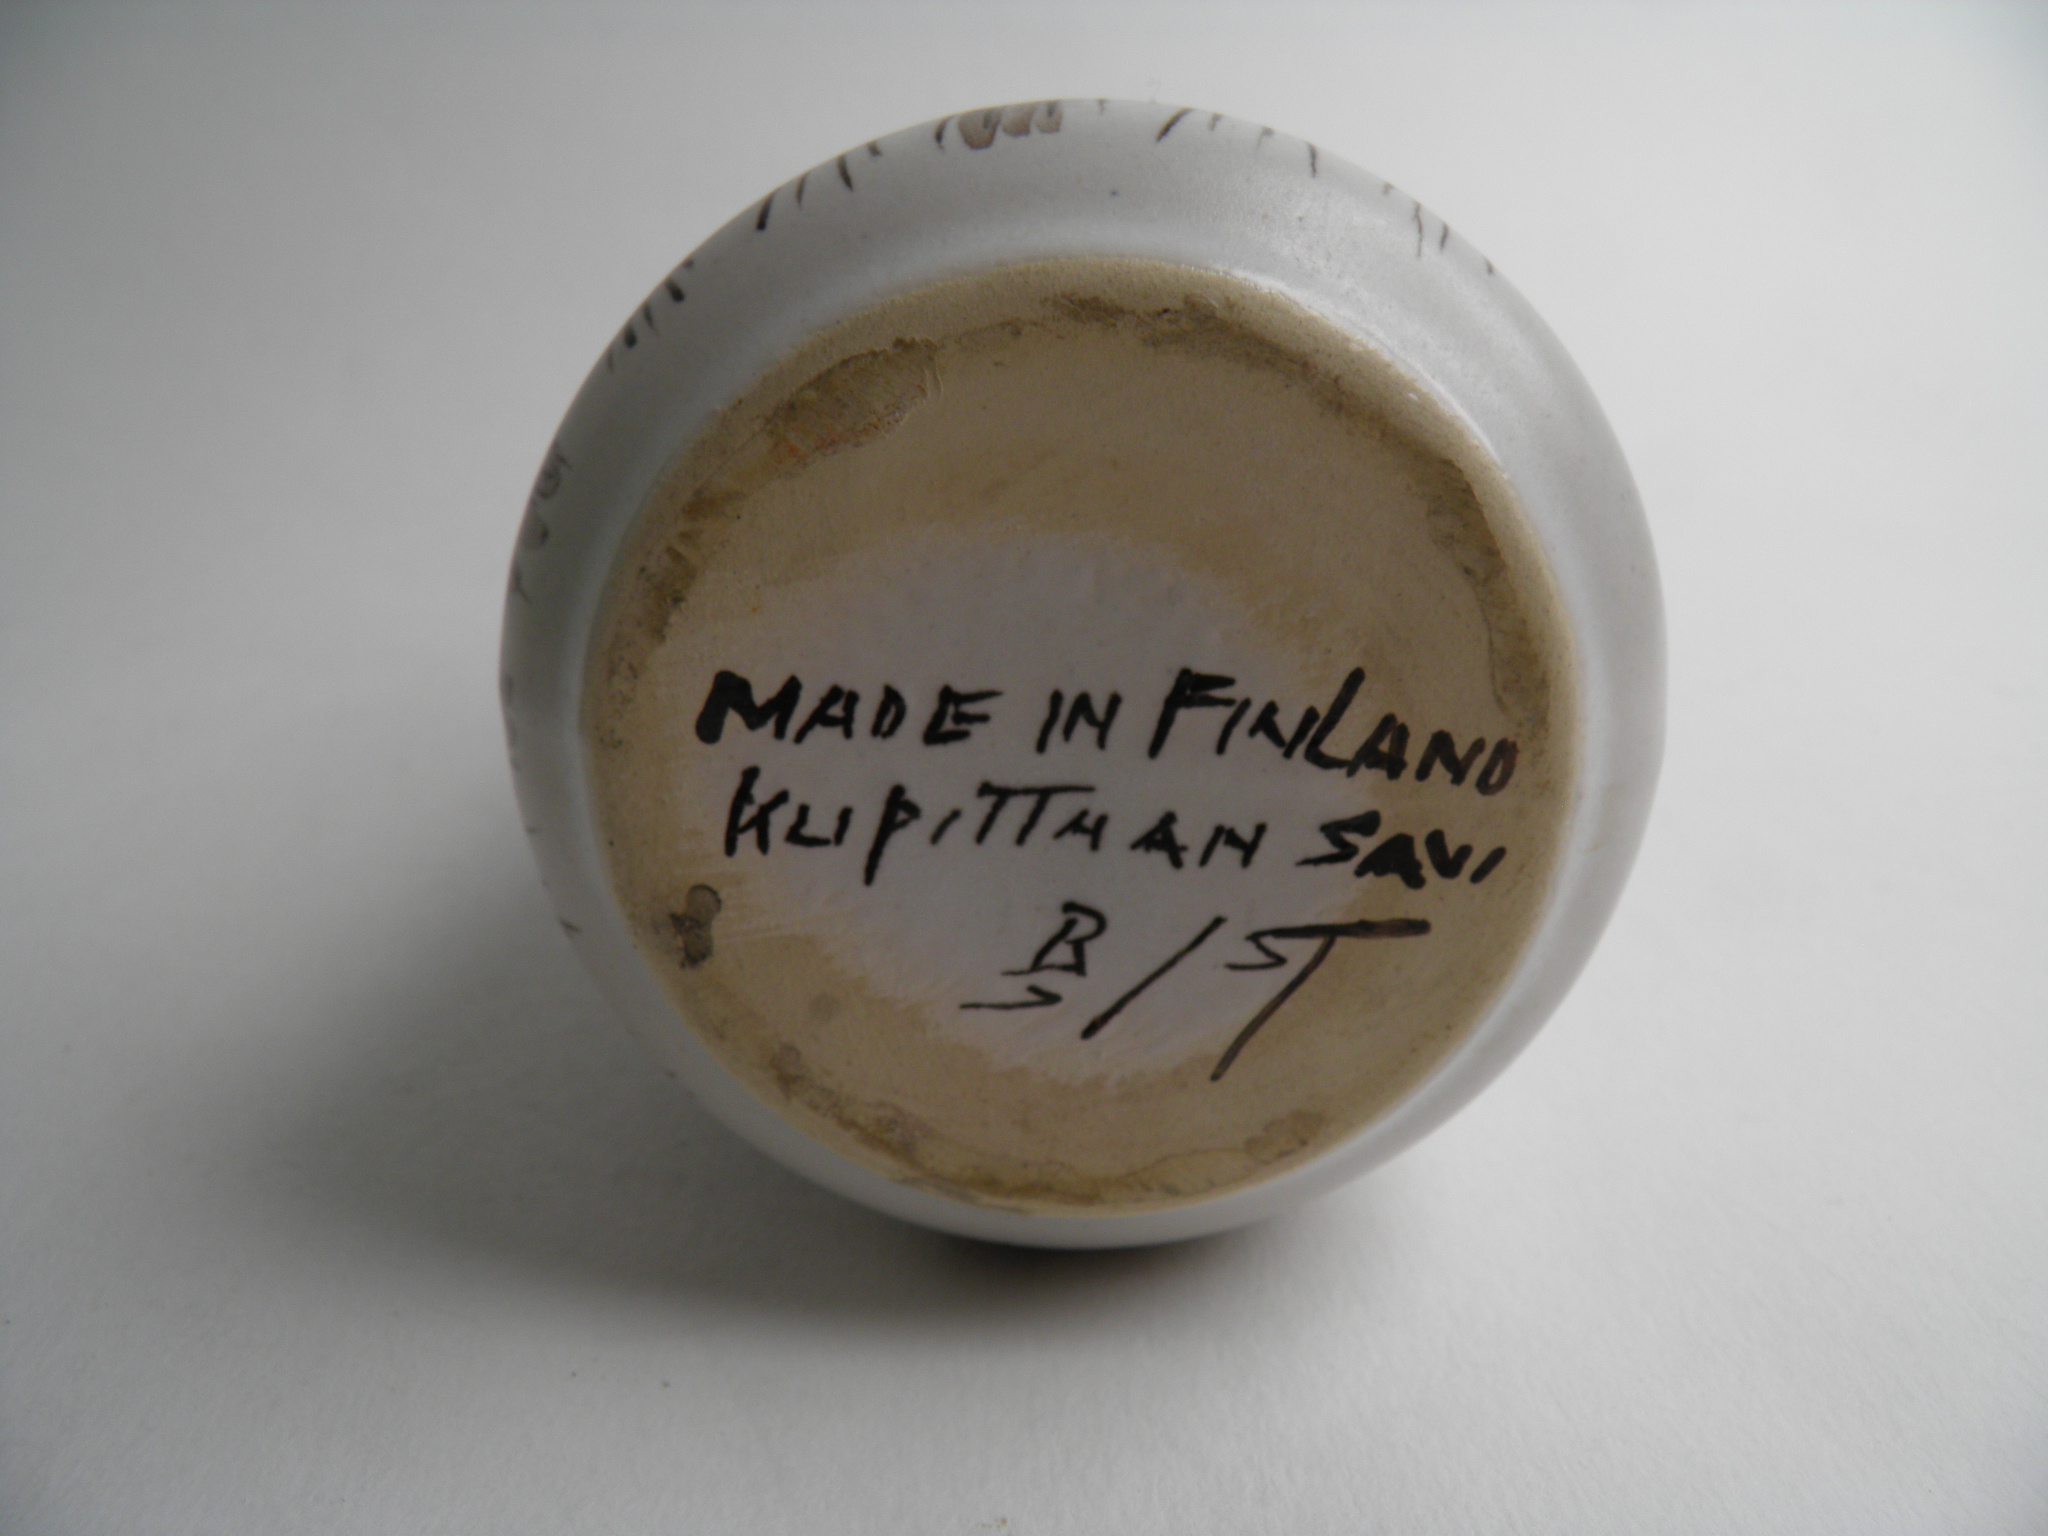 MADE IN FINLAND
KUPITTAAN SAVI
B/ST